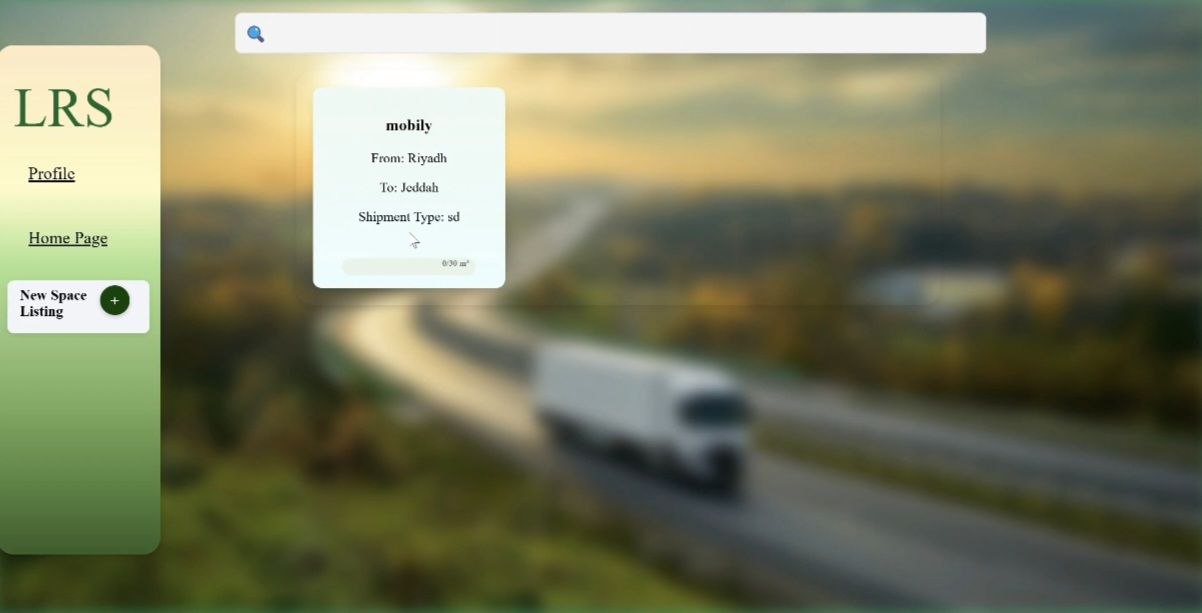 LRS
Profile
Home Page
New Space
Listing
+
mobily
From: Riyadh
To: Jeddah
Shipment Type: sd
0/30 m³